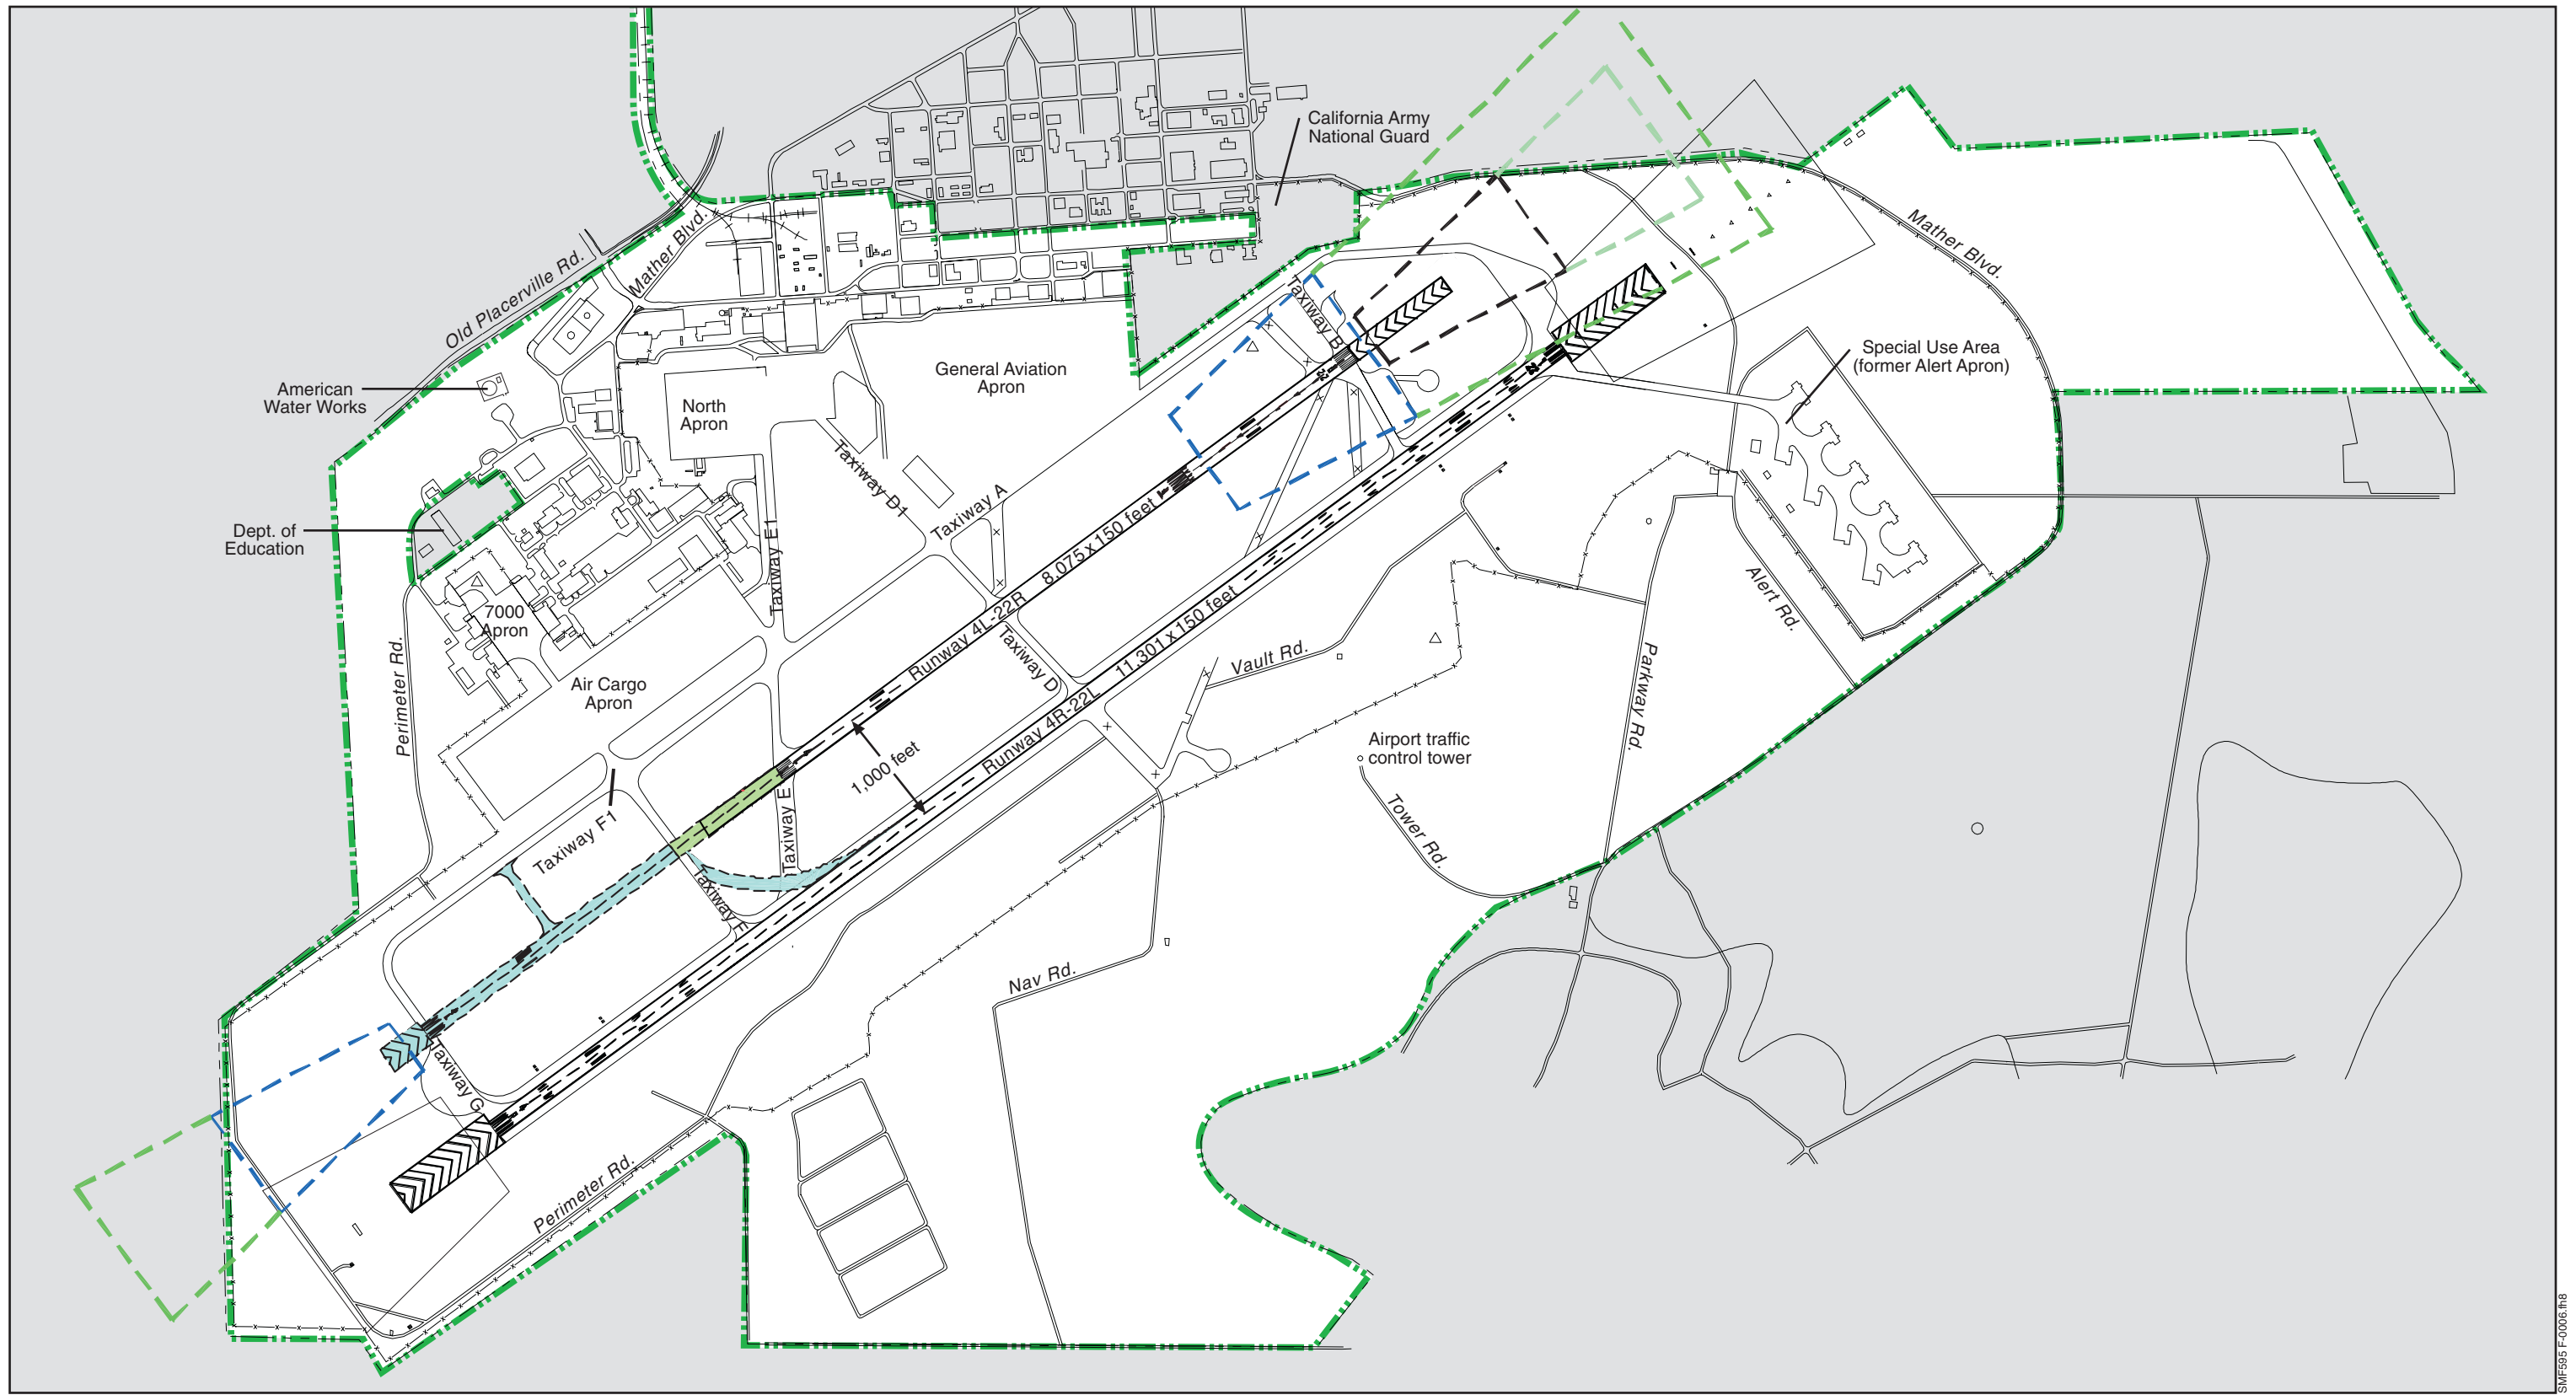 California Army
National Guard
Mather Blvd.
Old Placerville Rd.
Mather Blvd.
Taxiway B
General Aviation
Apron
Special Use Area
(former Alert Apron)
American
Water Works
North
Apron
22
22
Taxiway D1
Taxiway A
Dept. of
Education
Taxiway E1
8,075 x 150 feet
Runway 4L-22R
7000
Apron
Alert Rd.
11,301 x 150 feet
Runway 4R-22L
Taxiway D
Vault Rd.
Perimeter Rd.
Parkway Rd.
Air Cargo
Apron
1,000 feet
Airport traffic
control tower
Tower Rd.
Taxiway F1
Taxiway E
Taxiway F
Nav Rd.
Taxiway G
Perimeter Rd.
SMF595 F-0006.fh8